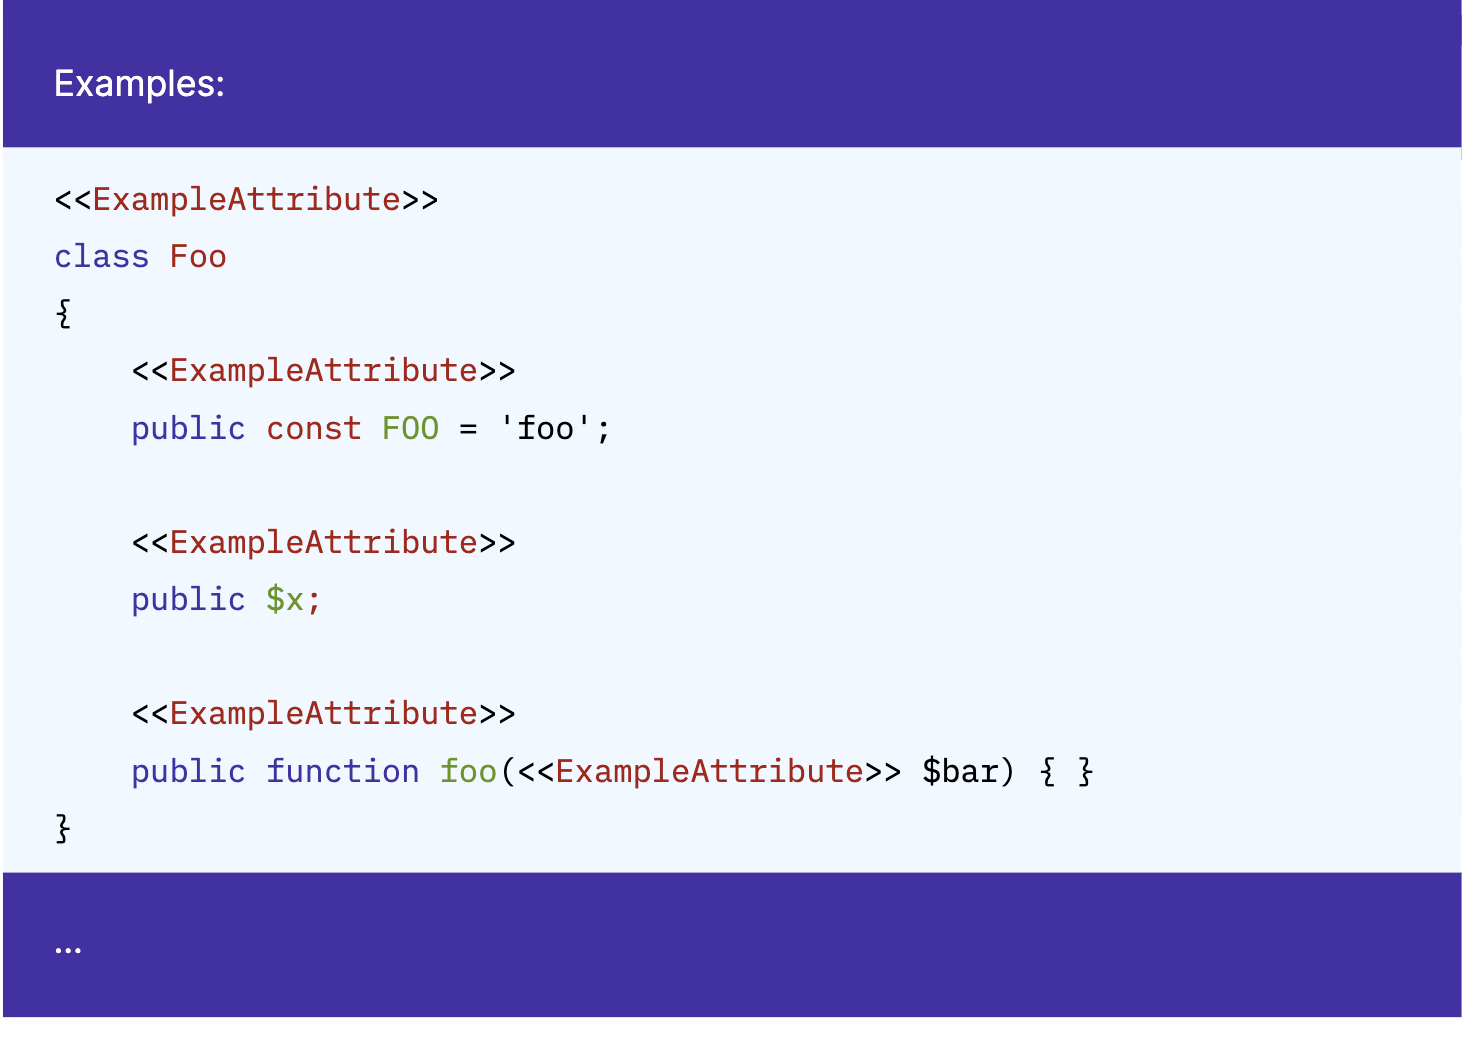 Examples:
<<ExampleAttribute>>
class Foo
{
    <<ExampleAttribute>>
    public const FOO = 'foo';

    <<ExampleAttribute>>
    public $x;

    <<ExampleAttribute>>
    public function foo(<<ExampleAttribute>> $bar) { }
}
...